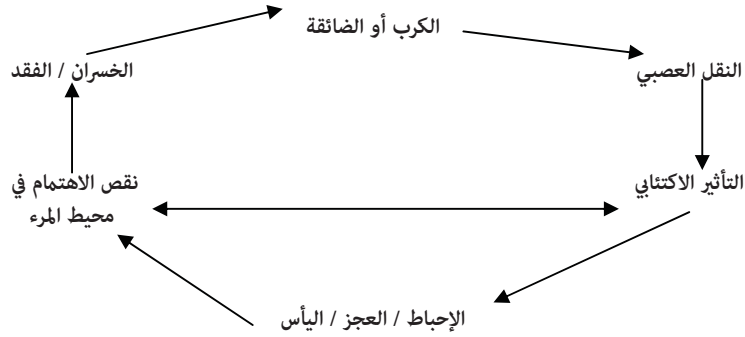 الكرب أو الضائقة
النقل العصبي
الخسران / الفقد
التأثير الاكتئابي
نقص الاهتمام في
محيط المرء
الإحباط / العجز / اليأس